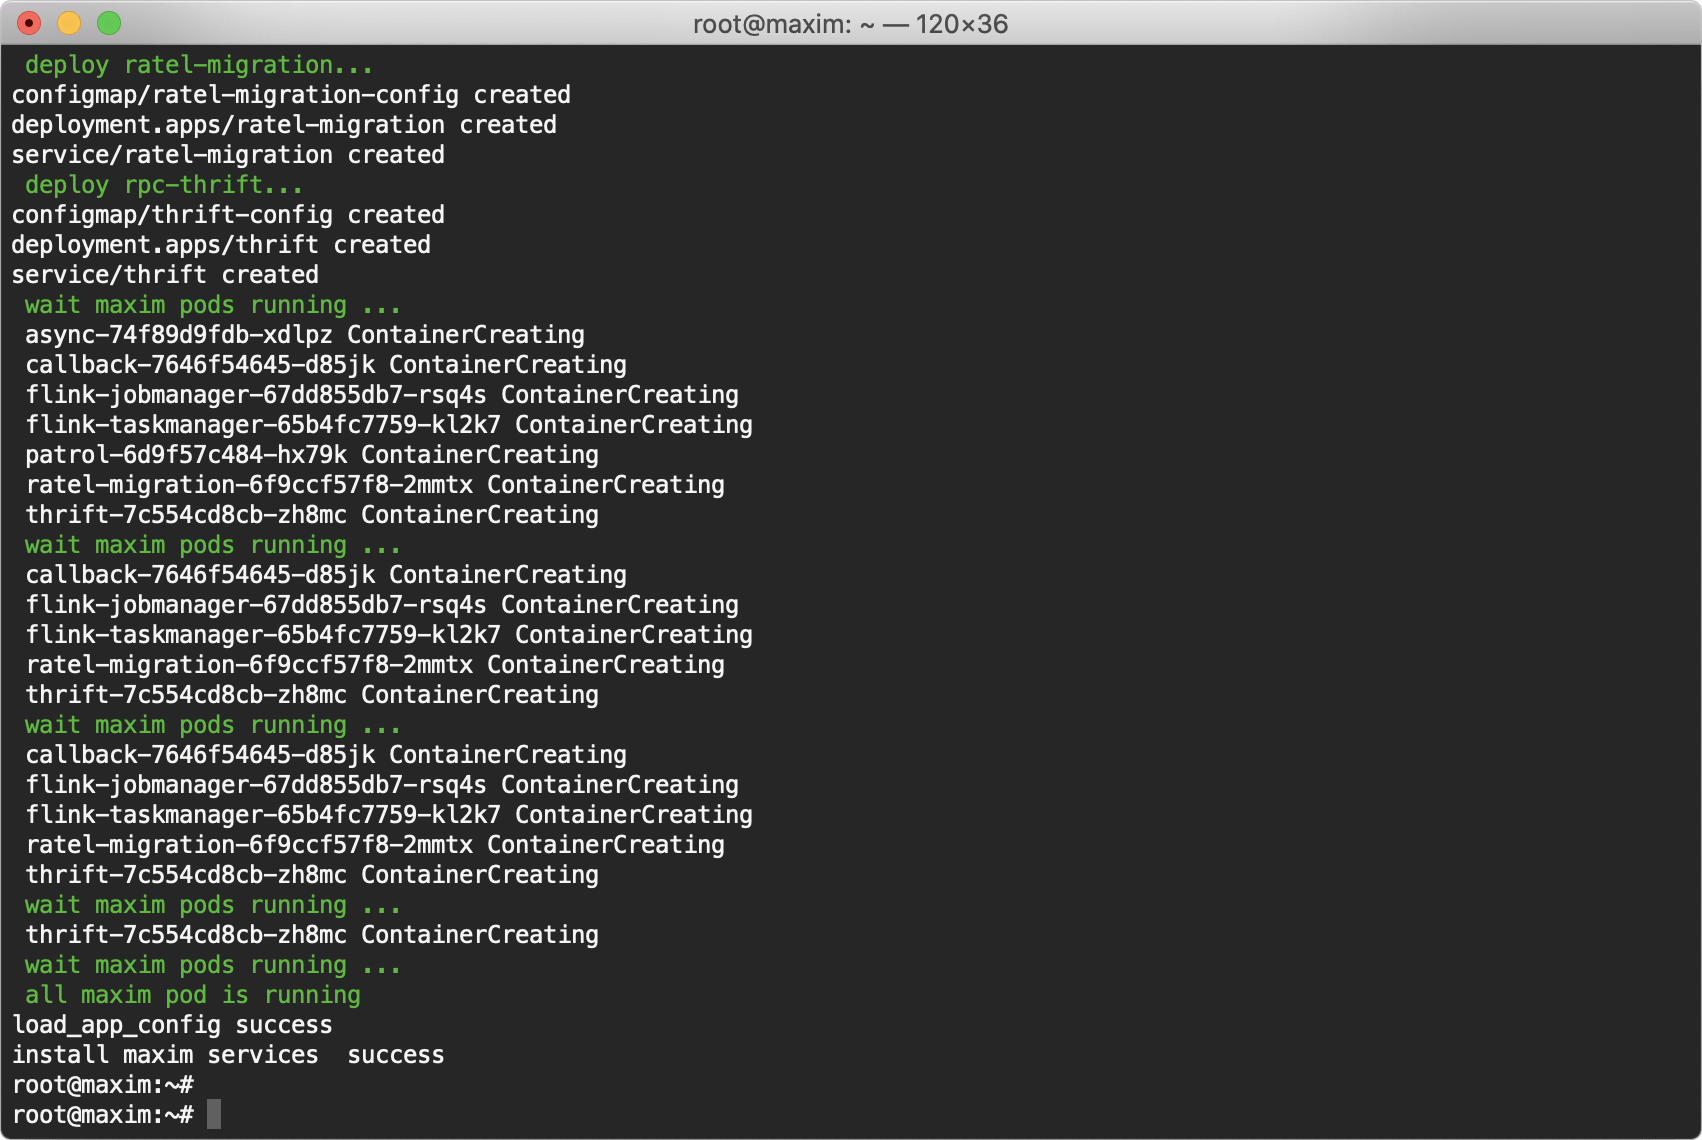 root@maxim: ~ — 120×36
deploy ratel-migration...
configmap/ratel-migration-config created
deployment.apps/ratel-migration created
service/ratel-migration created
deploy rpc-thrift...
configmap/thrift-config created
deployment.apps/thrift created
service/thrift created
wait maxim pods running ...
async-74f89d9fdb-xdlpz ContainerCreating
callback-7646f54645-d85jk ContainerCreating
flink-jobmanager-67dd855db7-rsq4s ContainerCreating
flink-taskmanager-65b4fc7759-kl2k7 ContainerCreating
patrol-6d9f57c484-hx79k ContainerCreating
ratel-migration-6f9ccf57f8-2mmtx ContainerCreating
thrift-7c554cd8cb-zh8mc ContainerCreating
wait maxim pods running ...
callback-7646f54645-d85jk ContainerCreating
flink-jobmanager-67dd855db7-rsq4s ContainerCreating
flink-taskmanager-65b4fc7759-kl2k7 ContainerCreating
ratel-migration-6f9ccf57f8-2mmtx ContainerCreating
thrift-7c554cd8cb-zh8mc ContainerCreating
wait maxim pods running ...
callback-7646f54645-d85jk ContainerCreating
flink-jobmanager-67dd855db7-rsq4s ContainerCreating
flink-taskmanager-65b4fc7759-kl2k7 ContainerCreating
ratel-migration-6f9ccf57f8-2mmtx ContainerCreating
thrift-7c554cd8cb-zh8mc ContainerCreating
wait maxim pods running ...
thrift-7c554cd8cb-zh8mc ContainerCreating
wait maxim pods running ...
all maxim pod is running
load_app_config success
install maxim services  success
root@maxim:~#
root@maxim:~#